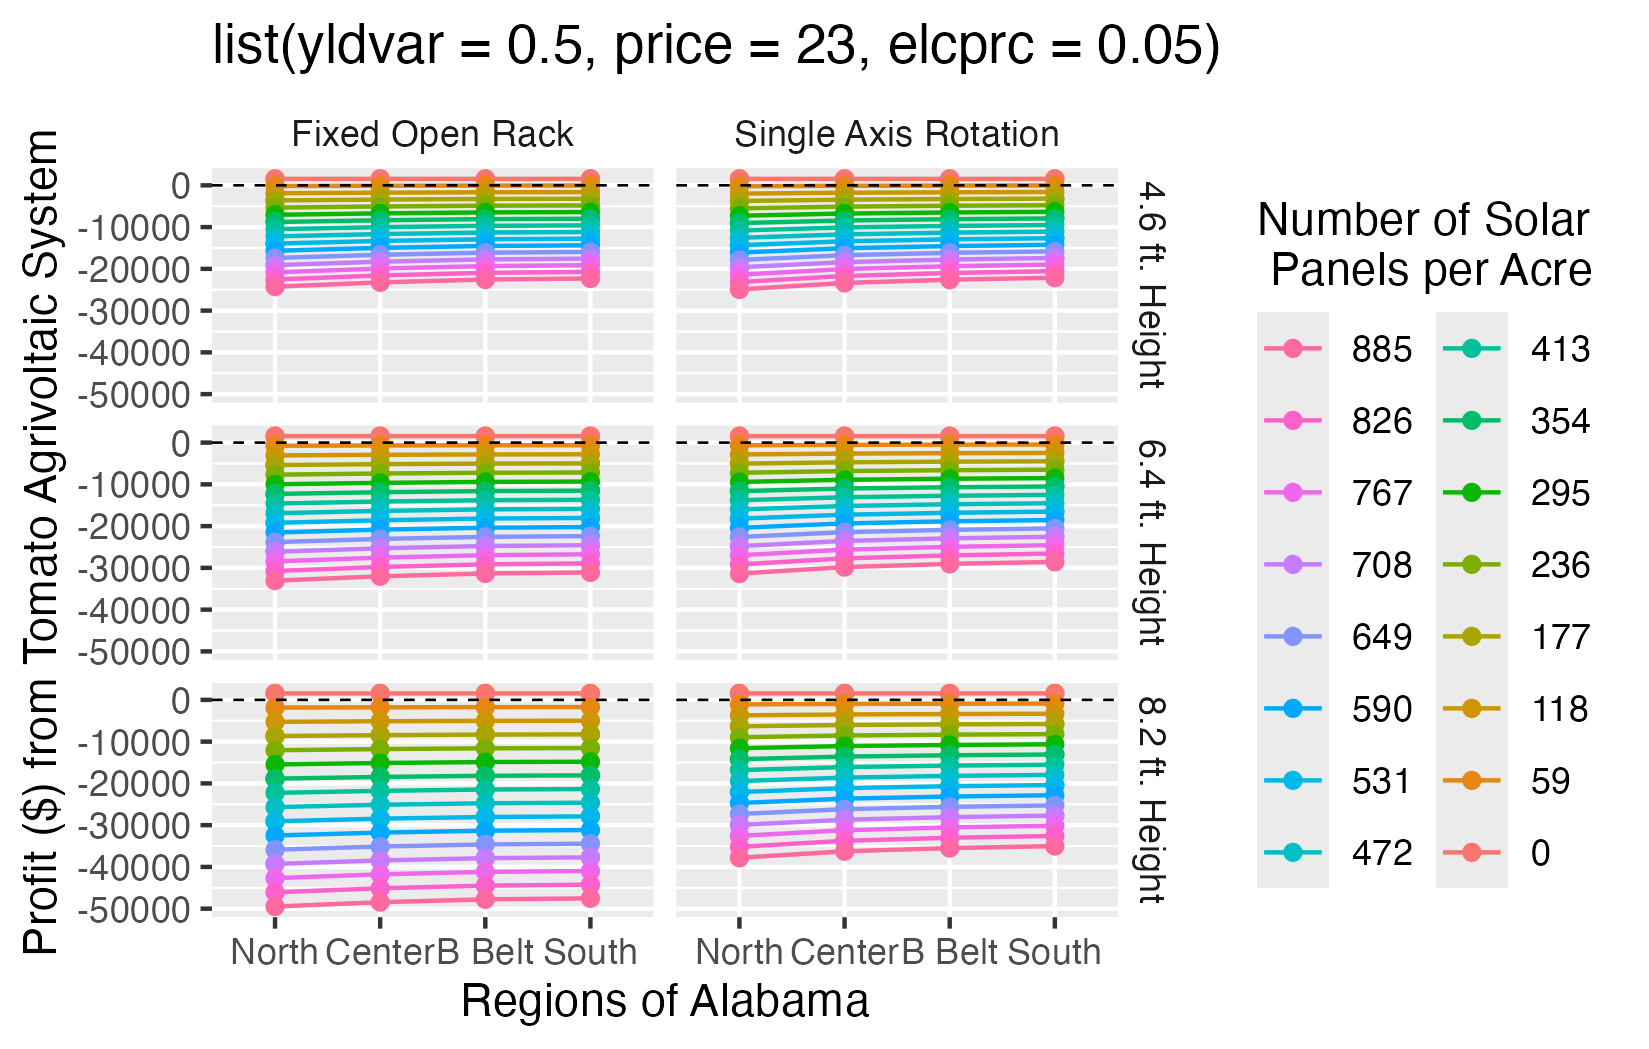 list(yldvar = 0.5, price = 23, elcprc = 0.05)
Profit ($) from Tomato Agrivoltaic System
Fixed Open Rack
Single Axis Rotation
0
-10000
-20000
-30000
-40000
-50000
4.6 ft. Height
0
-10000
-20000
-30000
-40000
-50000
6.4 ft. Height
0
-10000
-20000
-30000
-40000
-50000
8.2 ft. Height
North Center B Belt South
North Center B Belt South
Regions of Alabama
Number of Solar
Panels per Acre
885
826
767
708
649
590
531
472
413
354
295
236
177
118
59
0